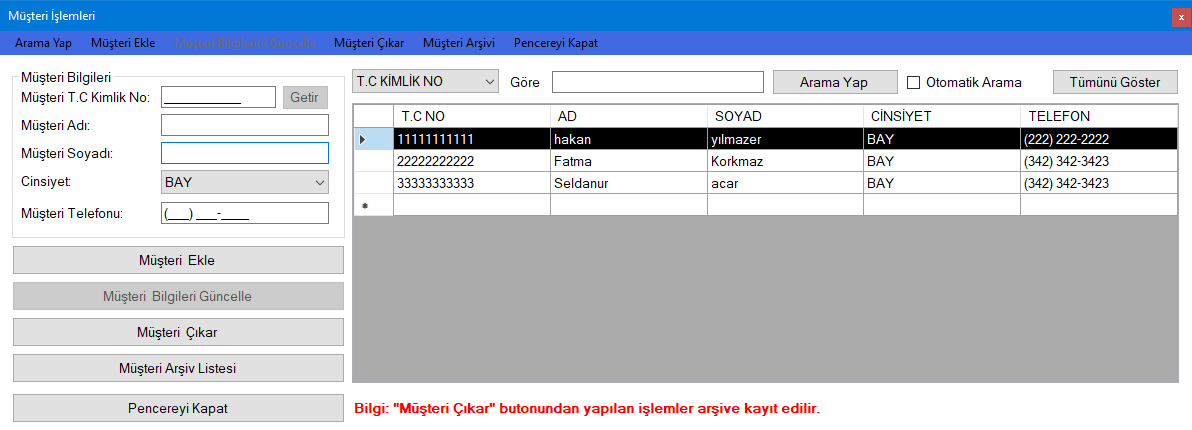 Müşteri İşlemleri
x
Arama Yap Müşteri Ekle Müşteri Bilgileri Güncelle Müşteri Çıkar Müşteri Arşivi Pencereyi Kapat
Müşteri Bilgileri
Müşteri T.C Kimlik No: ___________ Getir
Müşteri Adı:
Müşteri Soyadı:
Cinsiyet: BAY
Müşteri Telefonu: (___) ___-____
Müşteri Ekle
Müşteri Bilgileri Güncelle
Müşteri Çıkar
Müşteri Arşiv Listesi
Pencereyi Kapat
T.C KİMLİK NO Göre Arama Yap Otomatik Arama Tümünü Göster
T.C NO AD SOYAD CİNSİYET TELEFON
11111111111 hakan yılmazer BAY (222) 222-2222
22222222222 Fatma Korkmaz BAY (342) 342-3423
33333333333 Seldanur acar BAY (342) 342-3423
*
Bilgi: "Müşteri Çıkar" butonundan yapılan işlemler arşive kayıt edilir.